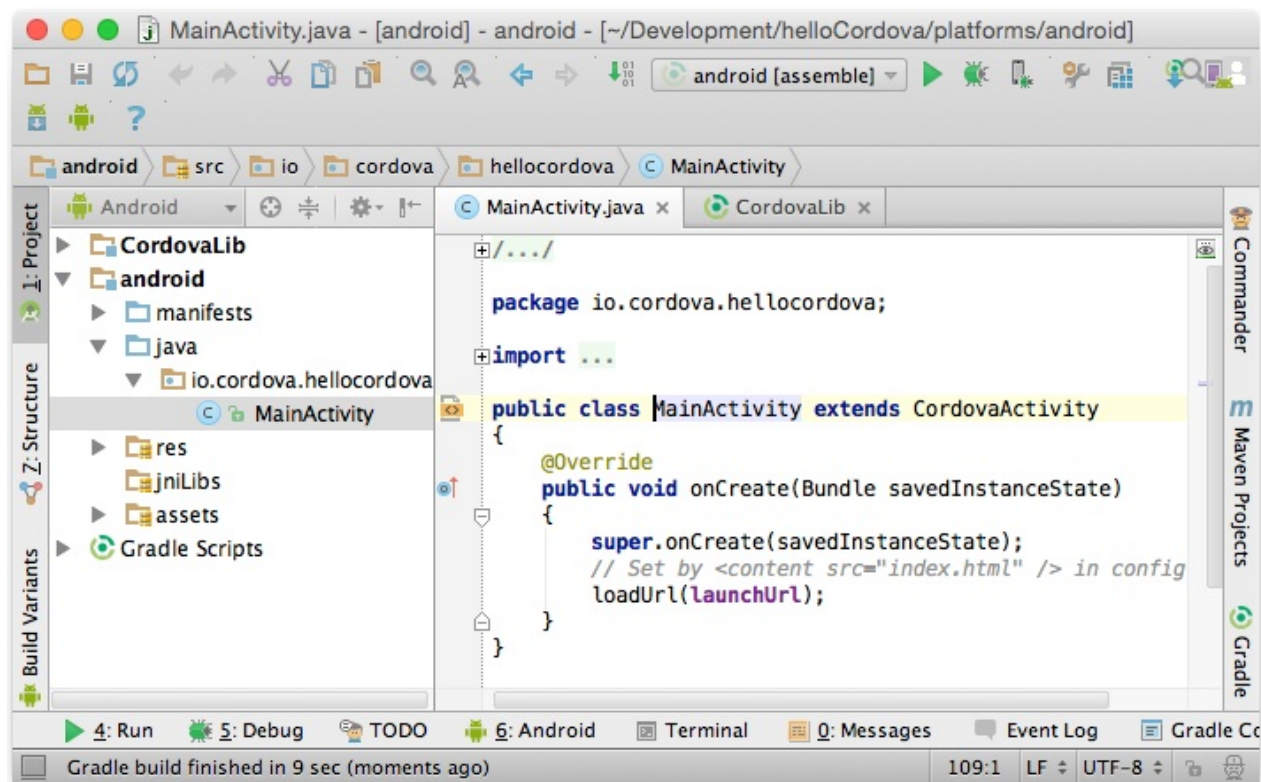 MainActivity.java - [android] - android - [~/Development/helloCordova/platforms/android]
android [assemble]
?
android src io cordova hellocordova C MainActivity
Android
C MainActivity.java × CordovaLib ×
1: Project
Z: Structure
Build Variants
CordovaLib
android
manifests
java
io.cordova.hellocordova
C MainActivity
res
jniLibs
assets
Gradle Scripts
/.../
package io.cordova.hellocordova;
import ...
public class MainActivity extends CordovaActivity
{
@Override
public void onCreate(Bundle savedInstanceState)
{
super.onCreate(savedInstanceState);
// Set by <content src="index.html" /> in config
loadUrl(launchUrl);
}
}
Commander
m Maven Projects
Gradle
4: Run 5: Debug TODO 6: Android Terminal 0: Messages Event Log Gradle Co
Gradle build finished in 9 sec (moments ago) 109:1 LF UTF-8